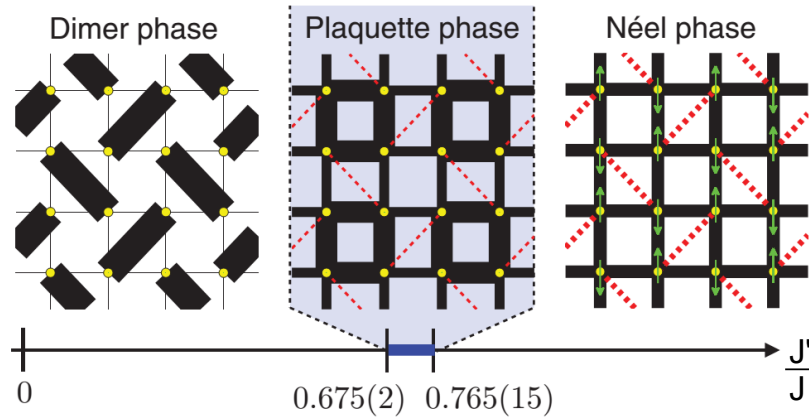 Dimer phase
Plaquette phase
Néel phase
0
0.675(2)
0.765(15)
J'
J